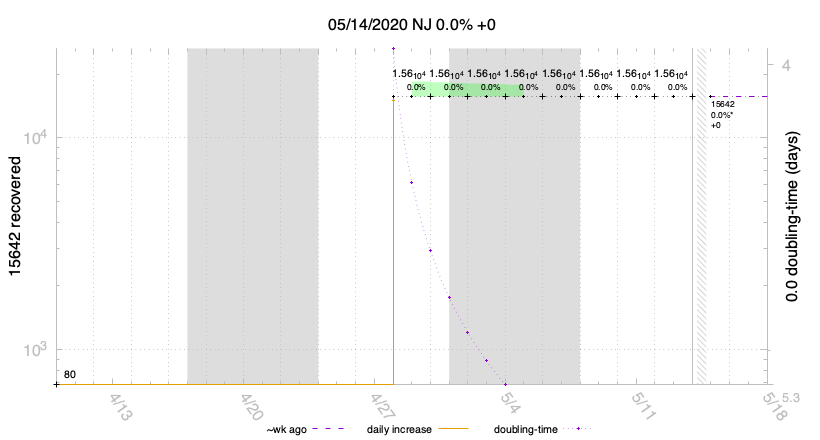 05/14/2020 NJ 0.0% +0
4
1.5610⁴ 1.5610⁴ 1.5610⁴ 1.5610⁴ 1.5610⁴ 1.5610⁴ 1.5610⁴ 1.5610⁴
0.0% 0.0% 0.0% 0.0% 0.0% 0.0% 0.0% 0.0%
15642
0.0%*
+0
10⁴
15642 recovered
0.0 doubling-time (days)
10³
80
5.3
4/13 4/20 4/27 5/4 5/11 5/18
~wk ago daily increase doubling-time